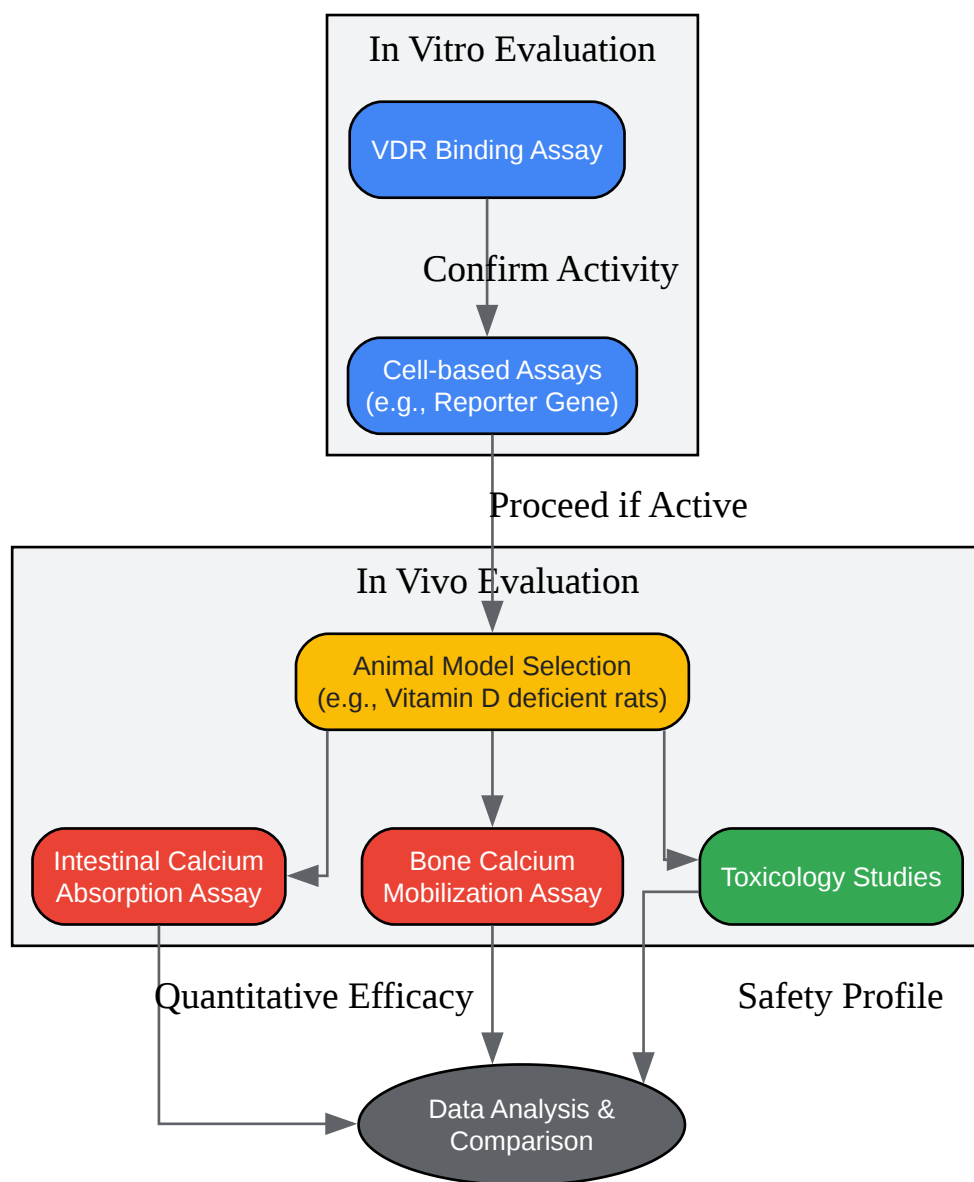 In Vitro Evaluation
VDR Binding Assay
Confirm Activity
Cell-based Assays
(e.g., Reporter Gene)
Proceed if Active
In Vivo Evaluation
Animal Model Selection
(e.g., Vitamin D deficient rats)
Intestinal Calcium
Absorption Assay
Bone Calcium
Mobilization Assay
Toxicology Studies
Quantitative Efficacy
Safety Profile
Data Analysis &
Comparison